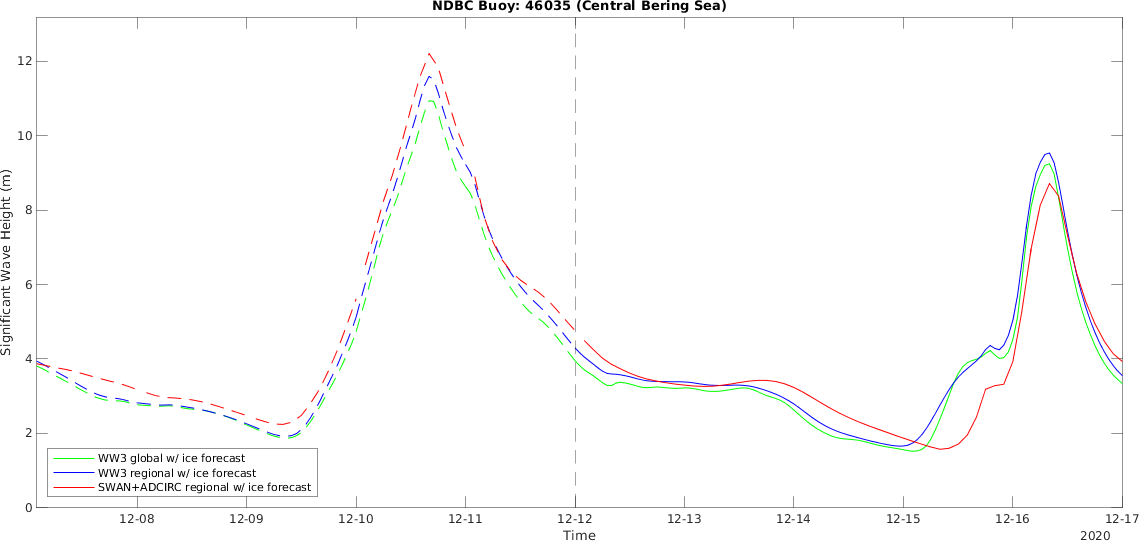 NDBC Buoy: 46035 (Central Bering Sea)
Significant Wave Height (m)
12
10
8
6
4
2
0
WW3 global w/ ice forecast
WW3 regional w/ ice forecast
SWAN+ADCIRC regional w/ ice forecast
12-08 12-09 12-10 12-11 12-12 12-13 12-14 12-15 12-16 12-17
Time
2020